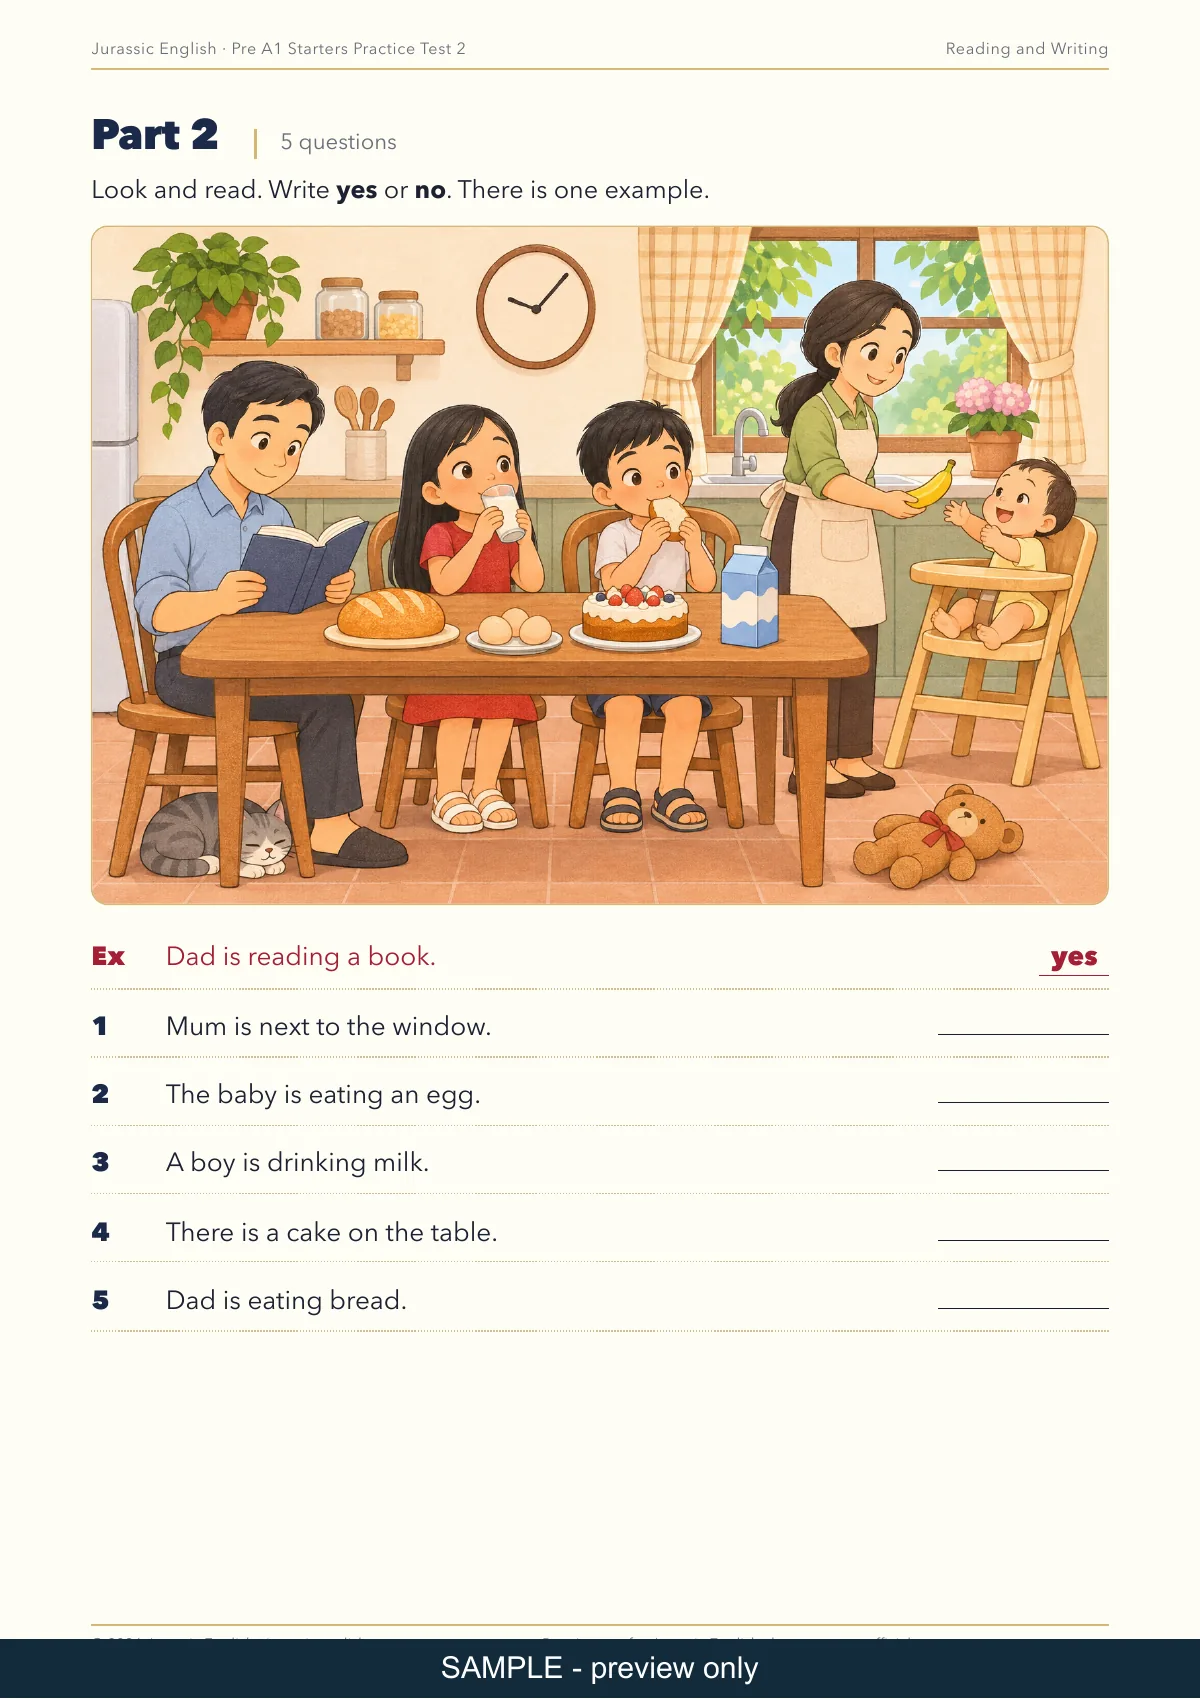 Jurassic English · Pre A1 Starters Practice Test 2 Reading and Writing
Part 2 5 questions
Look and read. Write yes or no. There is one example.
Ex Dad is reading a book. yes
1 Mum is next to the window.
2 The baby is eating an egg.
3 A boy is drinking milk.
4 There is a cake on the table.
5 Dad is eating bread.
SAMPLE - preview only